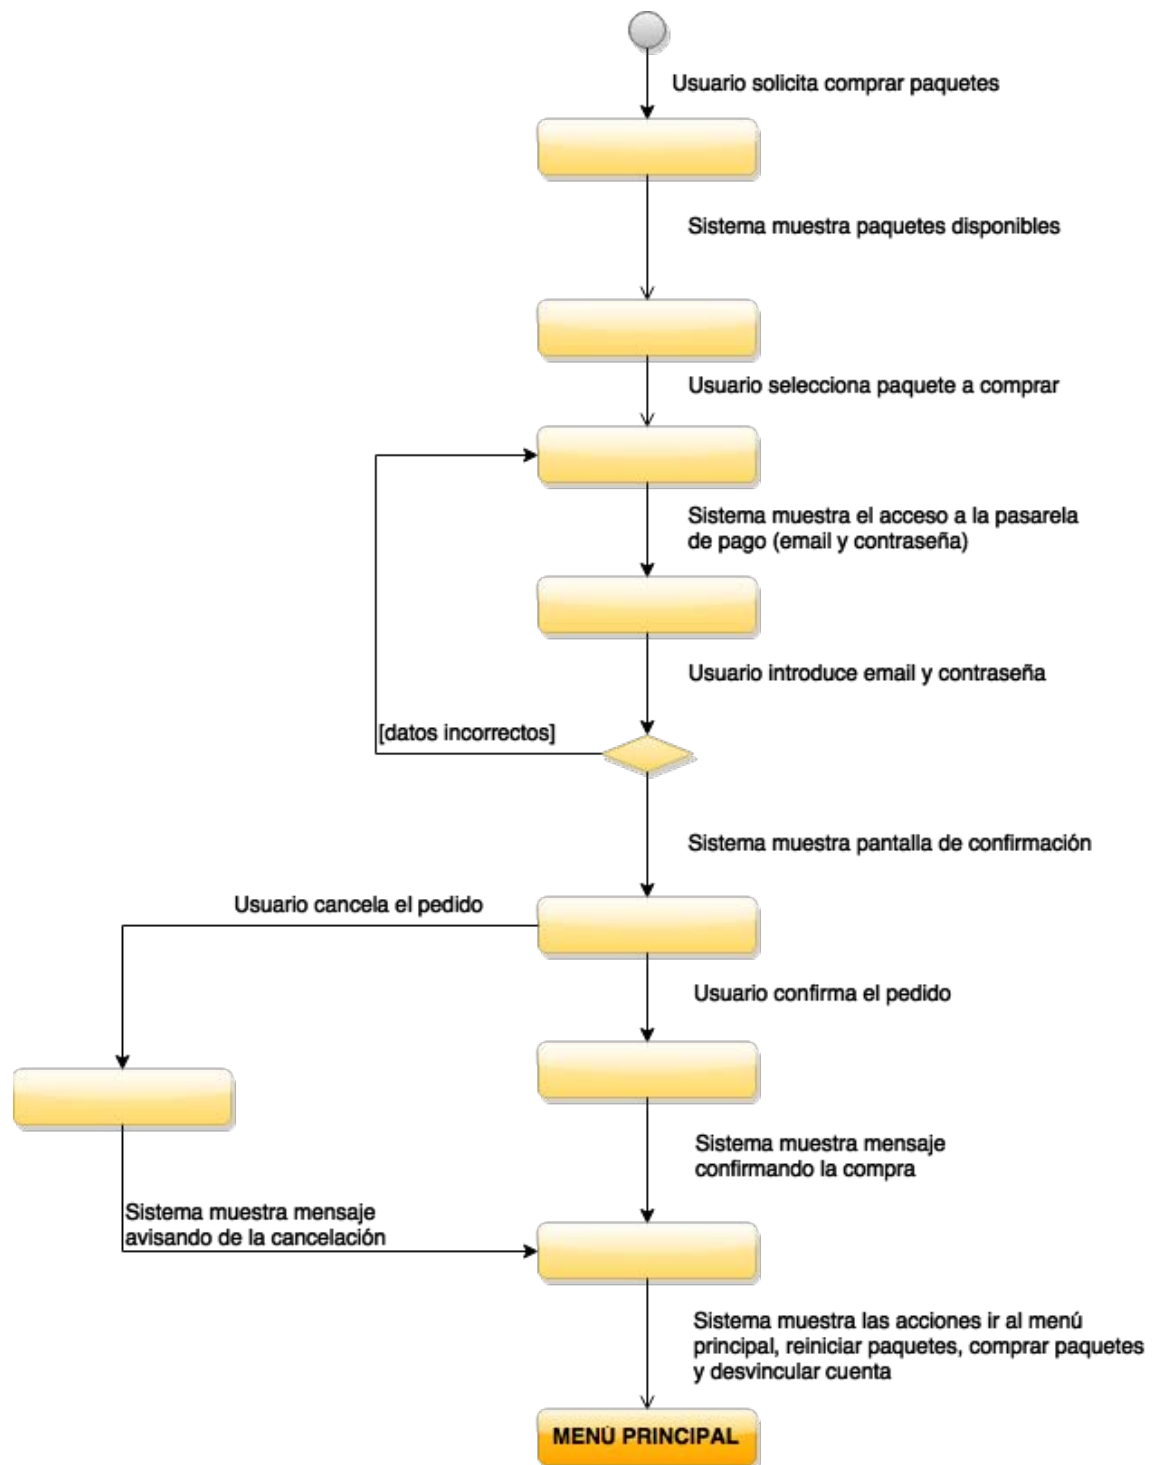 Usuario solicita comprar paquetes
Sistema muestra paquetes disponibles
Usuario selecciona paquete a comprar
Sistema muestra el acceso a la pasarela
de pago (email y contraseña)
Usuario introduce email y contraseña
[datos incorrectos]
Sistema muestra pantalla de confirmación
Usuario cancela el pedido
Usuario confirma el pedido
Sistema muestra mensaje
confirmando la compra
Sistema muestra mensaje
avisando de la cancelación
Sistema muestra las acciones ir al menú
principal, reiniciar paquetes, comprar paquetes
y desvincular cuenta
MENÚ PRINCIPAL